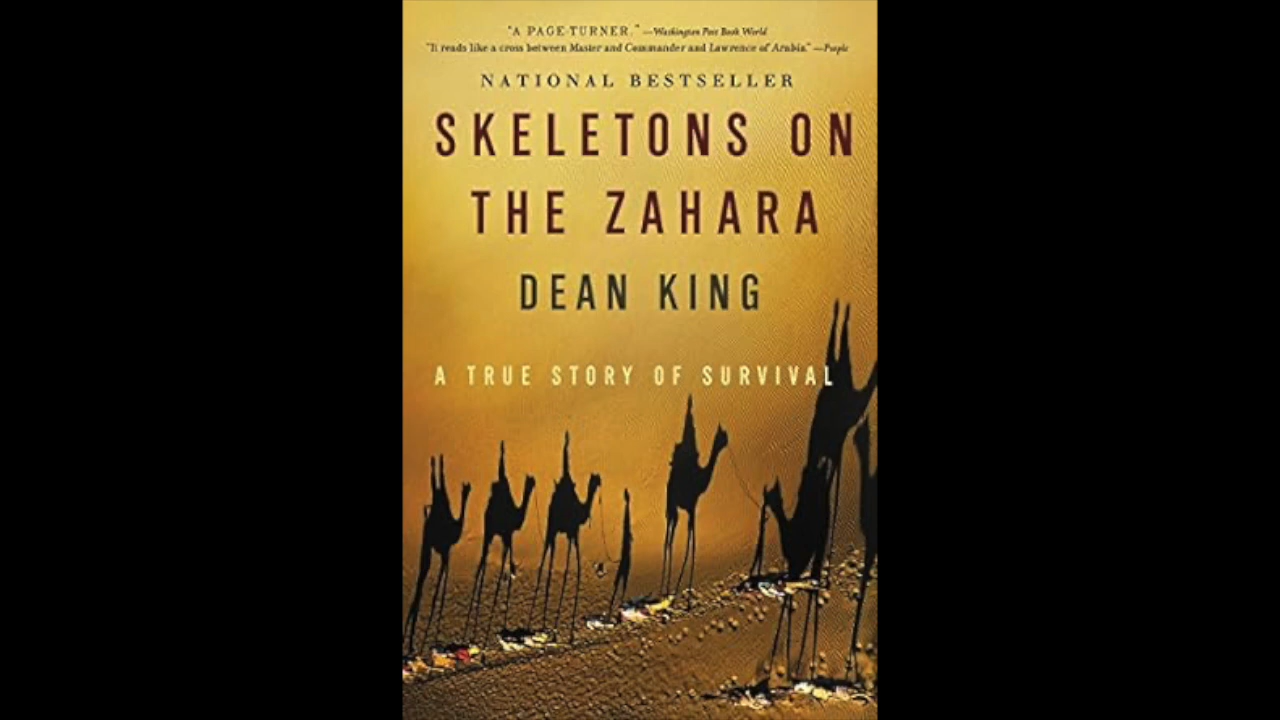 "A PAGE-TURNER." —Washington Post Book World
"It reads like a cross between Master and Commander and Lawrence of Arabia." —People
NATIONAL BESTSELLER
SKELETONS ON
THE ZAHARA
DEAN KING
A TRUE STORY OF SURVIVAL